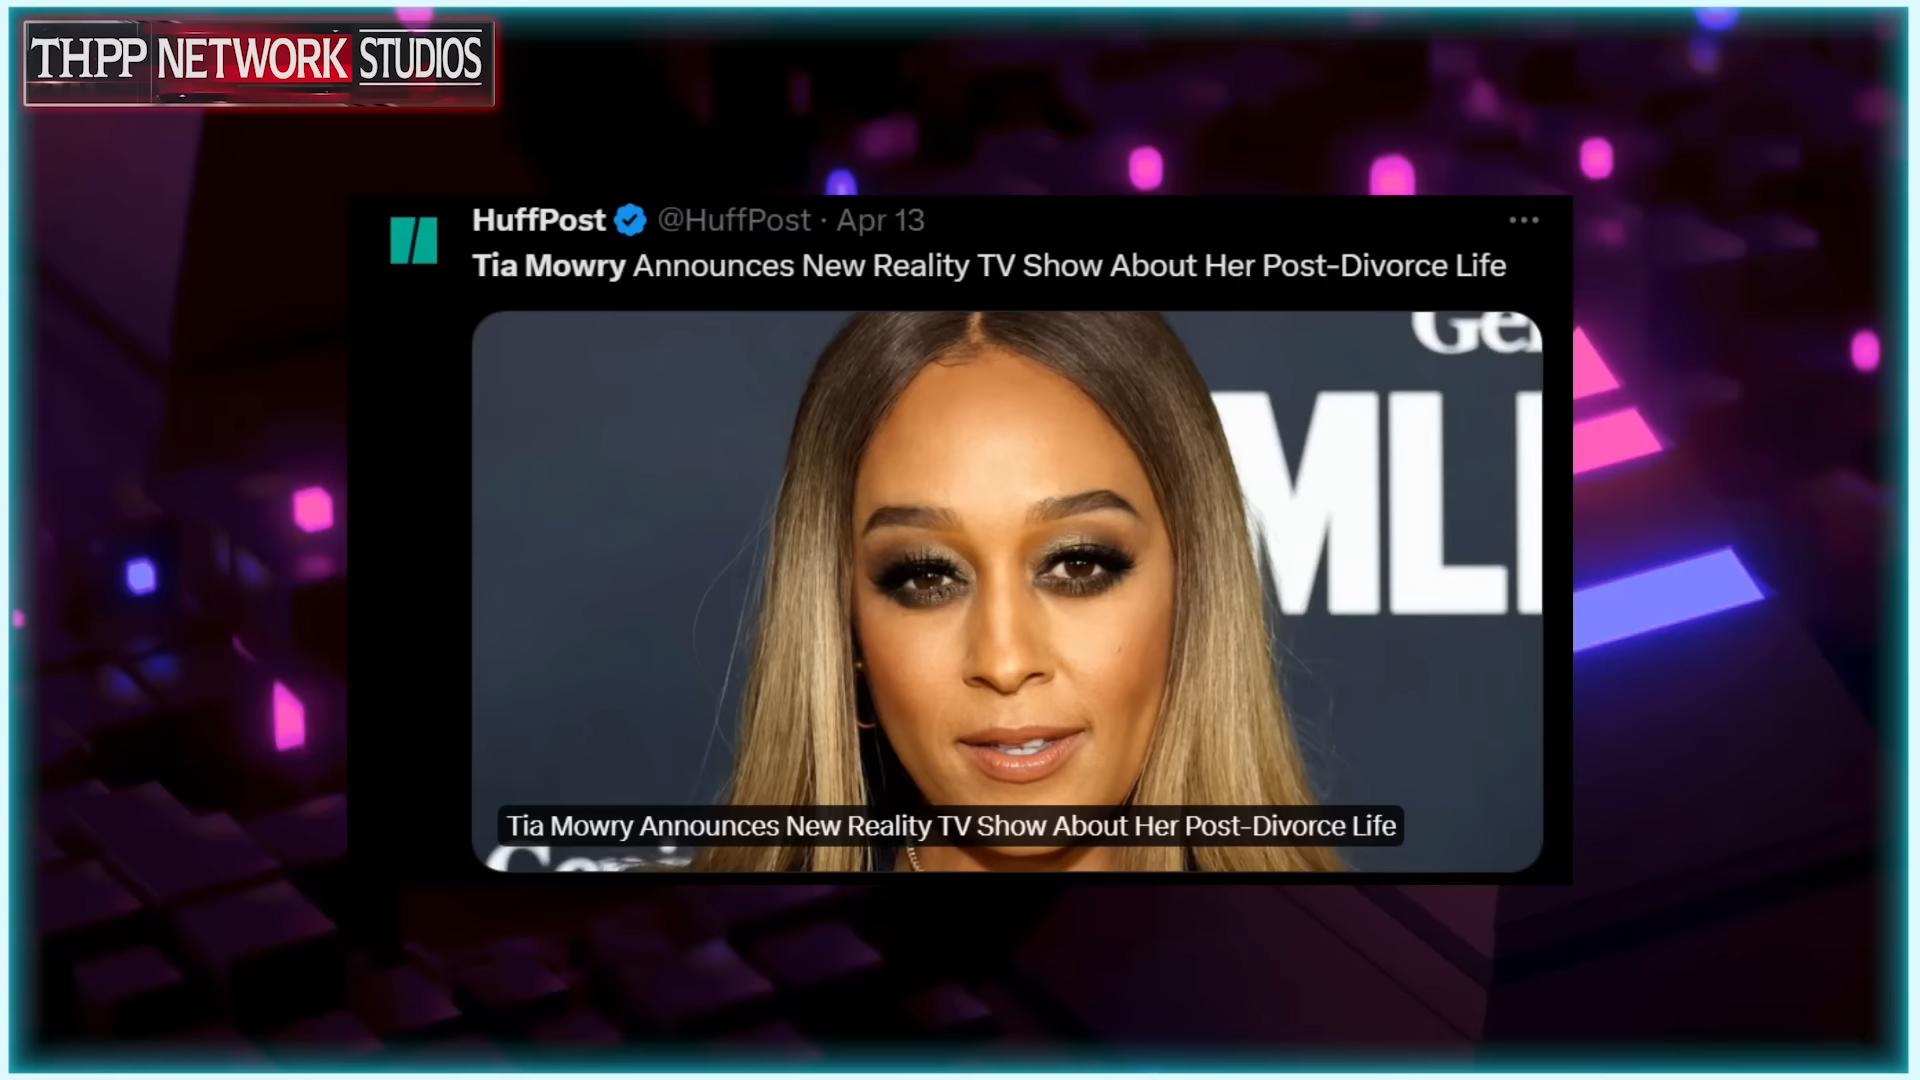 THPP NETWORK STUDIOS
HuffPost @HuffPost · Apr 13
Tia Mowry Announces New Reality TV Show About Her Post-Divorce Life
MLI
Tia Mowry Announces New Reality TV Show About Her Post-Divorce Life